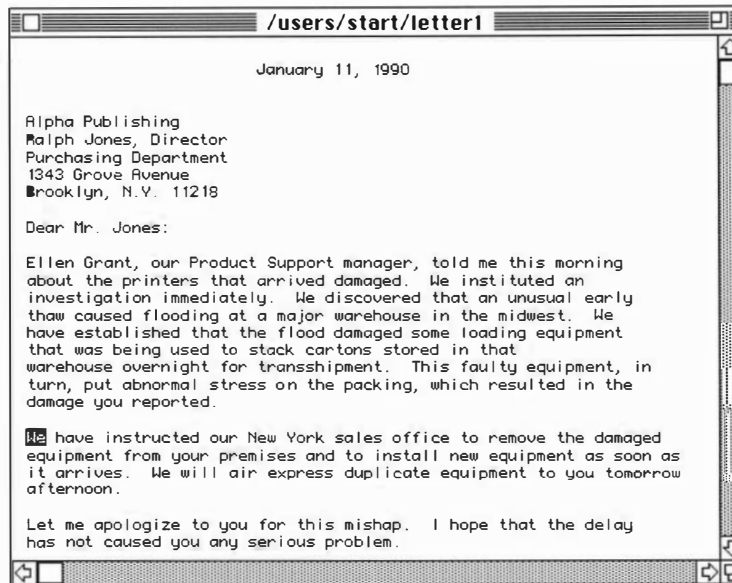 /users/start/letter1
January 11, 1990
Alpha Publishing
Ralph Jones, Director
Purchasing Department
1343 Grove Avenue
Brooklyn, N.Y. 11218
Dear Mr. Jones:
Ellen Grant, our Product Support manager, told me this morning
about the printers that arrived damaged. We instituted an
investigation immediately. We discovered that an unusual early
thaw caused flooding at a major warehouse in the midwest. We
have established that the flood damaged some loading equipment
that was being used to stack cartons stored in that
warehouse overnight for transshipment. This faulty equipment, in
turn, put abnormal stress on the packing, which resulted in the
damage you reported.
We have instructed our New York sales office to remove the damaged
equipment from your premises and to install new equipment as soon as
it arrives. We will air express duplicate equipment to you tomorrow
afternoon.
Let me apologize to you for this mishap. I hope that the delay
has not caused you any serious problem.